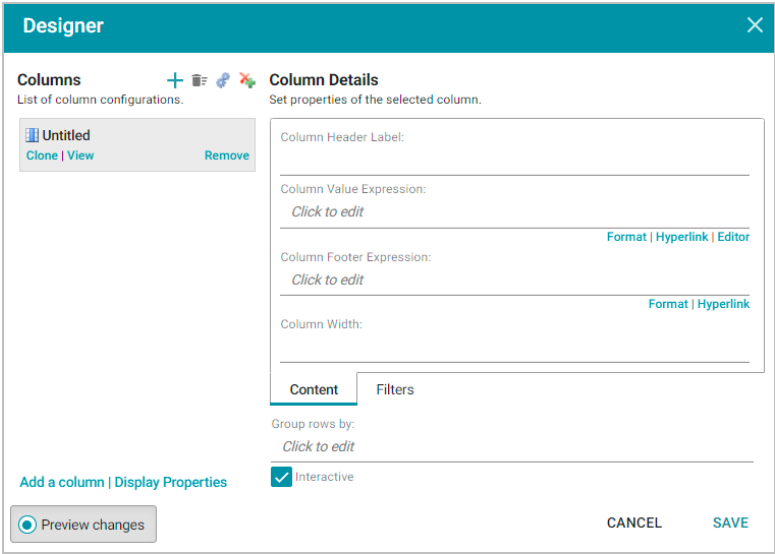 Designer
Columns
List of column configurations.
Untitled
Clone | View
Remove
Add a column | Display Properties
Preview changes
Column Details
Set properties of the selected column.
Column Header Label:
Column Value Expression:
Click to edit
Format | Hyperlink | Editor
Column Footer Expression:
Click to edit
Format | Hyperlink
Column Width:
Content
Filters
Group rows by:
Click to edit
Interactive
CANCEL
SAVE